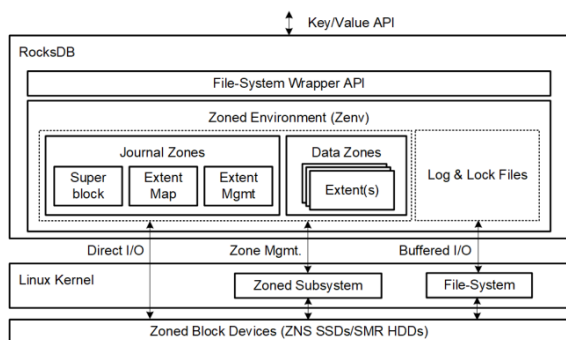 Key/Value API
RocksDB
File-System Wrapper API
Zoned Environment (Zenv)
Journal Zones
Super
block
Extent
Map
Extent
Mgmt
Data Zones
Extent(s)
Log & Lock Files
Direct I/O
Zone Mgmt.
Buffered I/O
Linux Kernel
Zoned Subsystem
File-System
Zoned Block Devices (ZNS SSDs/SMR HDDs)